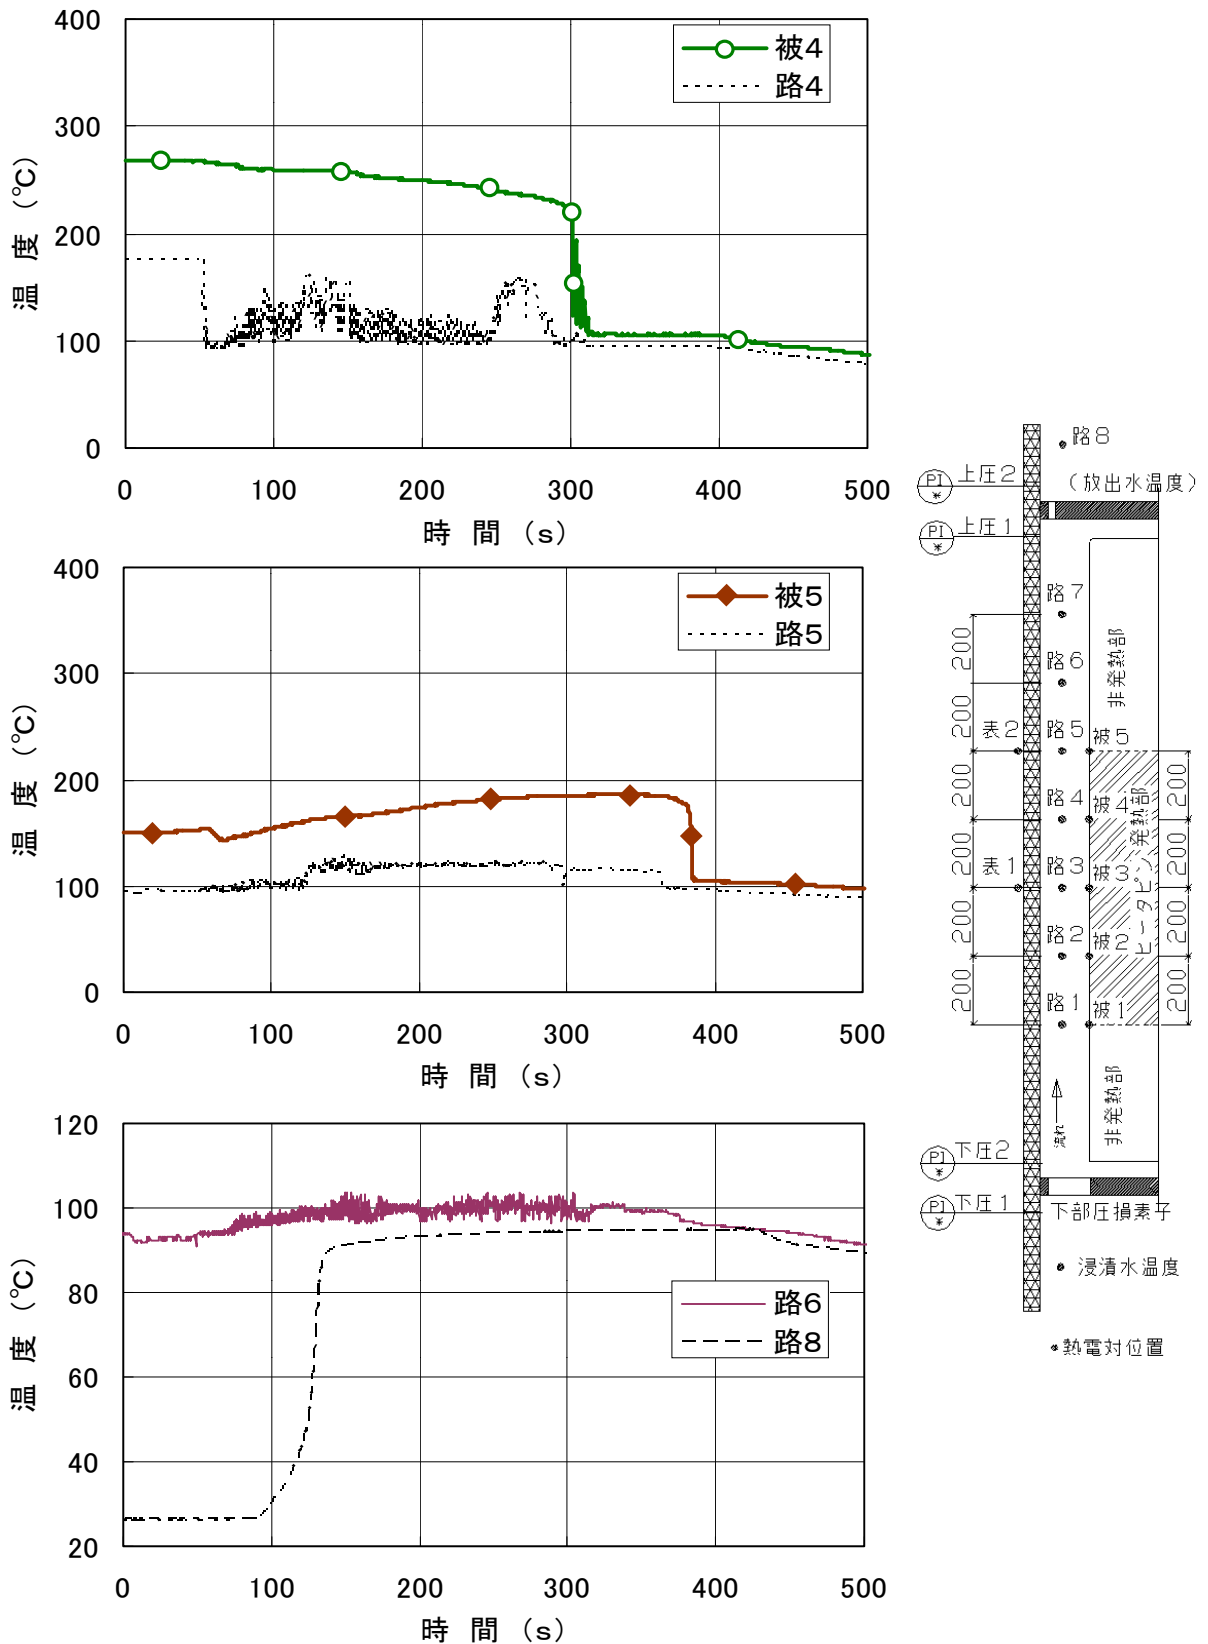 400
300
200
100
0
温 度 (℃)
被4
路4
0 100 200 300 400 500
時 間 (s)
400
300
200
100
0
温 度 (℃)
被5
路5
0 100 200 300 400 500
時 間 (s)
120
100
80
60
40
20
温 度 (℃)
路6
路8
0 100 200 300 400 500
時 間 (s)
路8
PI
※
上圧2
(放出水温度)
PI
※
上圧1
路7
200
路6
非発熱部
200
表2
路5
被5
200
路4
被4
200
200
表1
路3
被3
200
ヒータピン発熱部
200
路2
被2
200
200
路1
被1
200
流れ
非発熱部
PI
※
下圧2
PI
※
下圧1
下部圧損素子
浸漬水温度
熱電対位置